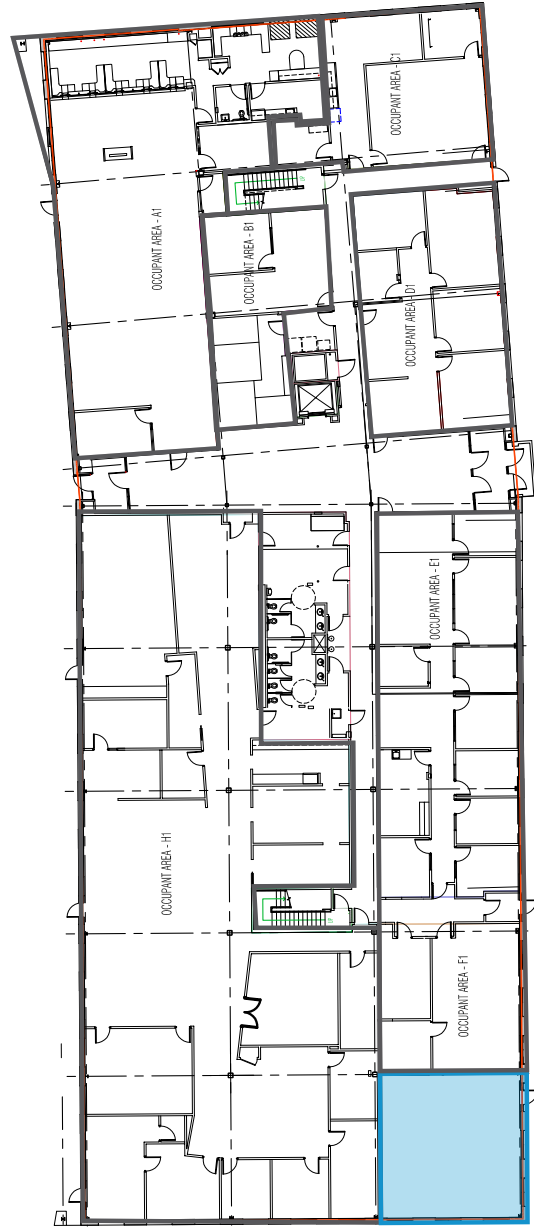 OCCUPANT AREA - C1
OCCUPANT AREA - A1
OCCUPANT AREA - B1
OCCUPANT AREA - D1
OCCUPANT AREA - E1
OCCUPANT AREA - H1
OCCUPANT AREA - F1